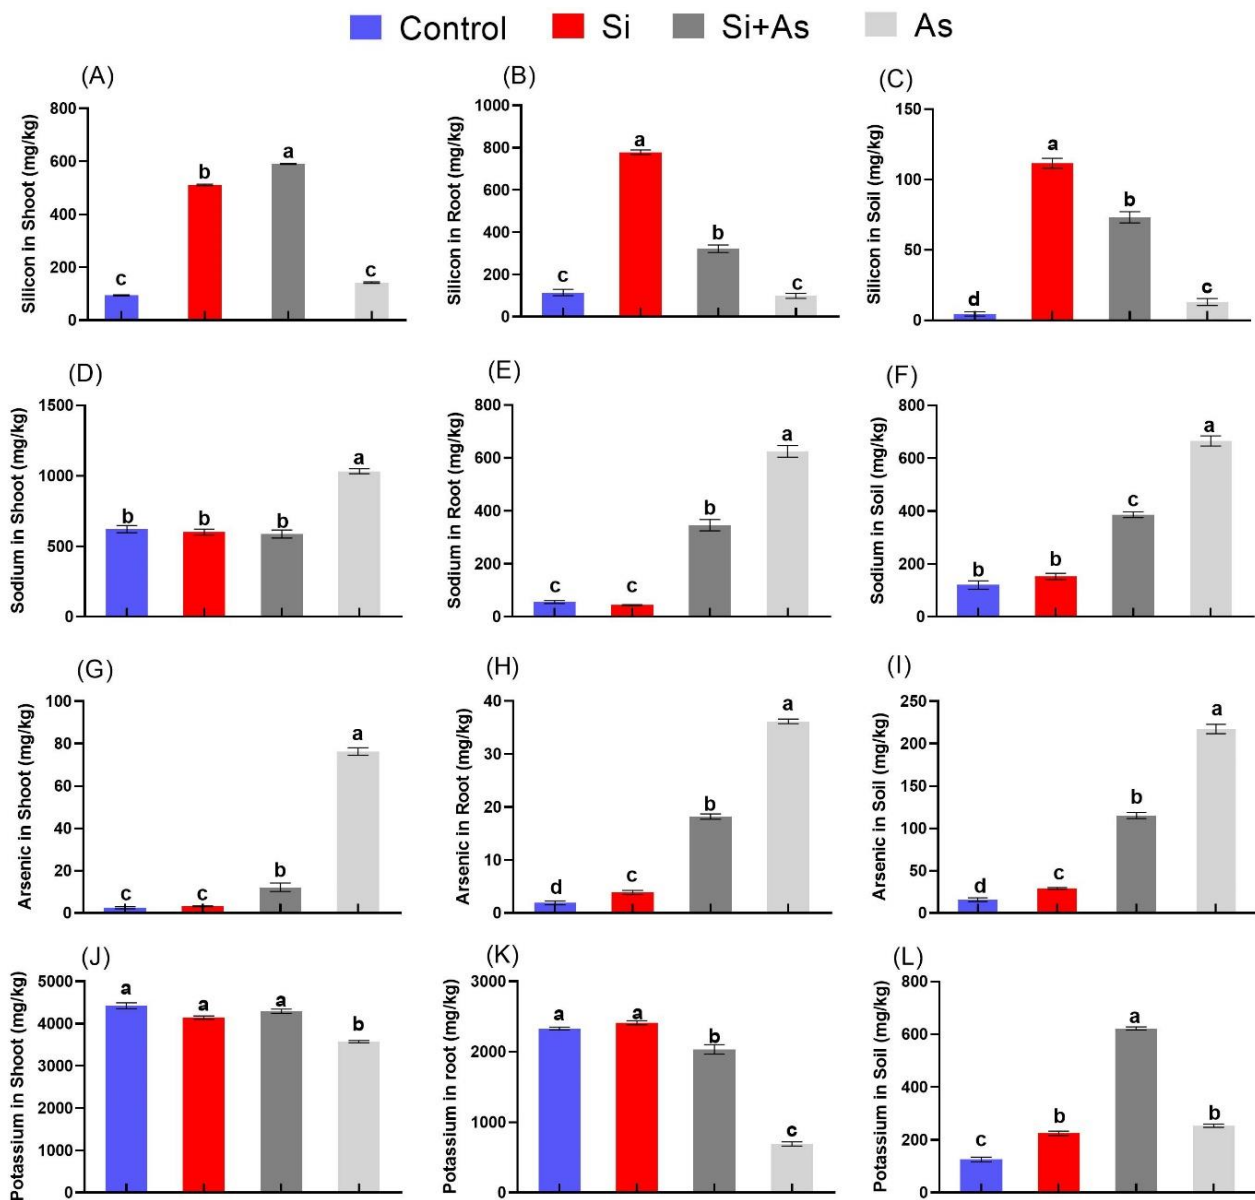 Control Si Si+As As
(A)
Silicon in Shoot (mg/kg)
800
600
400
200
0
c b a c
(B)
Silicon in Root (mg/kg)
1000
800
600
400
200
0
c a b c
(C)
Silicon in Soil (mg/kg)
150
100
50
0
d a b c
(D)
Sodium in Shoot (mg/kg)
1500
1000
500
0
b b b a
(E)
Sodium in Root (mg/kg)
800
600
400
200
0
c c b a
(F)
Sodium in Soil (mg/kg)
800
600
400
200
0
b b c a
(G)
Arsenic in Shoot (mg/kg)
100
80
60
40
20
0
c c b a
(H)
Arsenic in Root (mg/kg)
40
30
20
10
0
d c b a
(I)
Arsenic in Soil (mg/kg)
250
200
150
100
50
0
d c b a
(J)
Potassium in Shoot (mg/kg)
5000
4000
3000
2000
1000
0
a a a b
(K)
Potassium in root (mg/kg)
3000
2000
1000
0
a a b c
(L)
Potassium in Soil (mg/kg)
800
600
400
200
0
c b a b